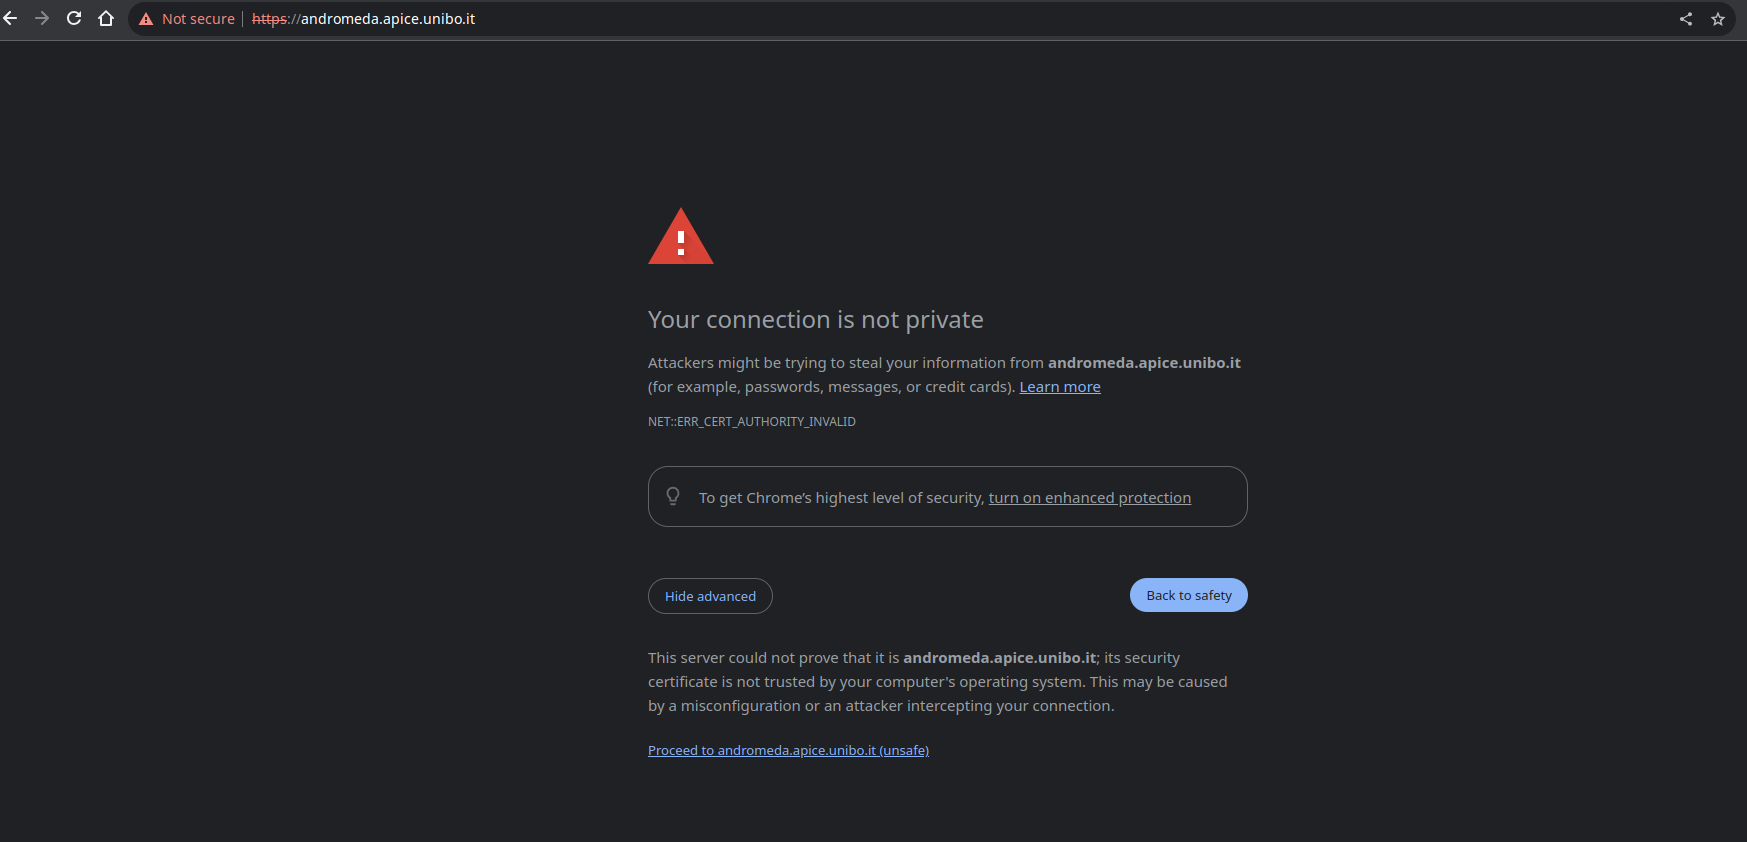 Not secure | https://andromeda.apice.unibo.it
Your connection is not private
Attackers might be trying to steal your information from andromeda.apice.unibo.it
(for example, passwords, messages, or credit cards). Learn more
NET::ERR_CERT_AUTHORITY_INVALID
To get Chrome’s highest level of security, turn on enhanced protection
Hide advanced
Back to safety
This server could not prove that it is andromeda.apice.unibo.it; its security
certificate is not trusted by your computer's operating system. This may be caused
by a misconfiguration or an attacker intercepting your connection.
Proceed to andromeda.apice.unibo.it (unsafe)